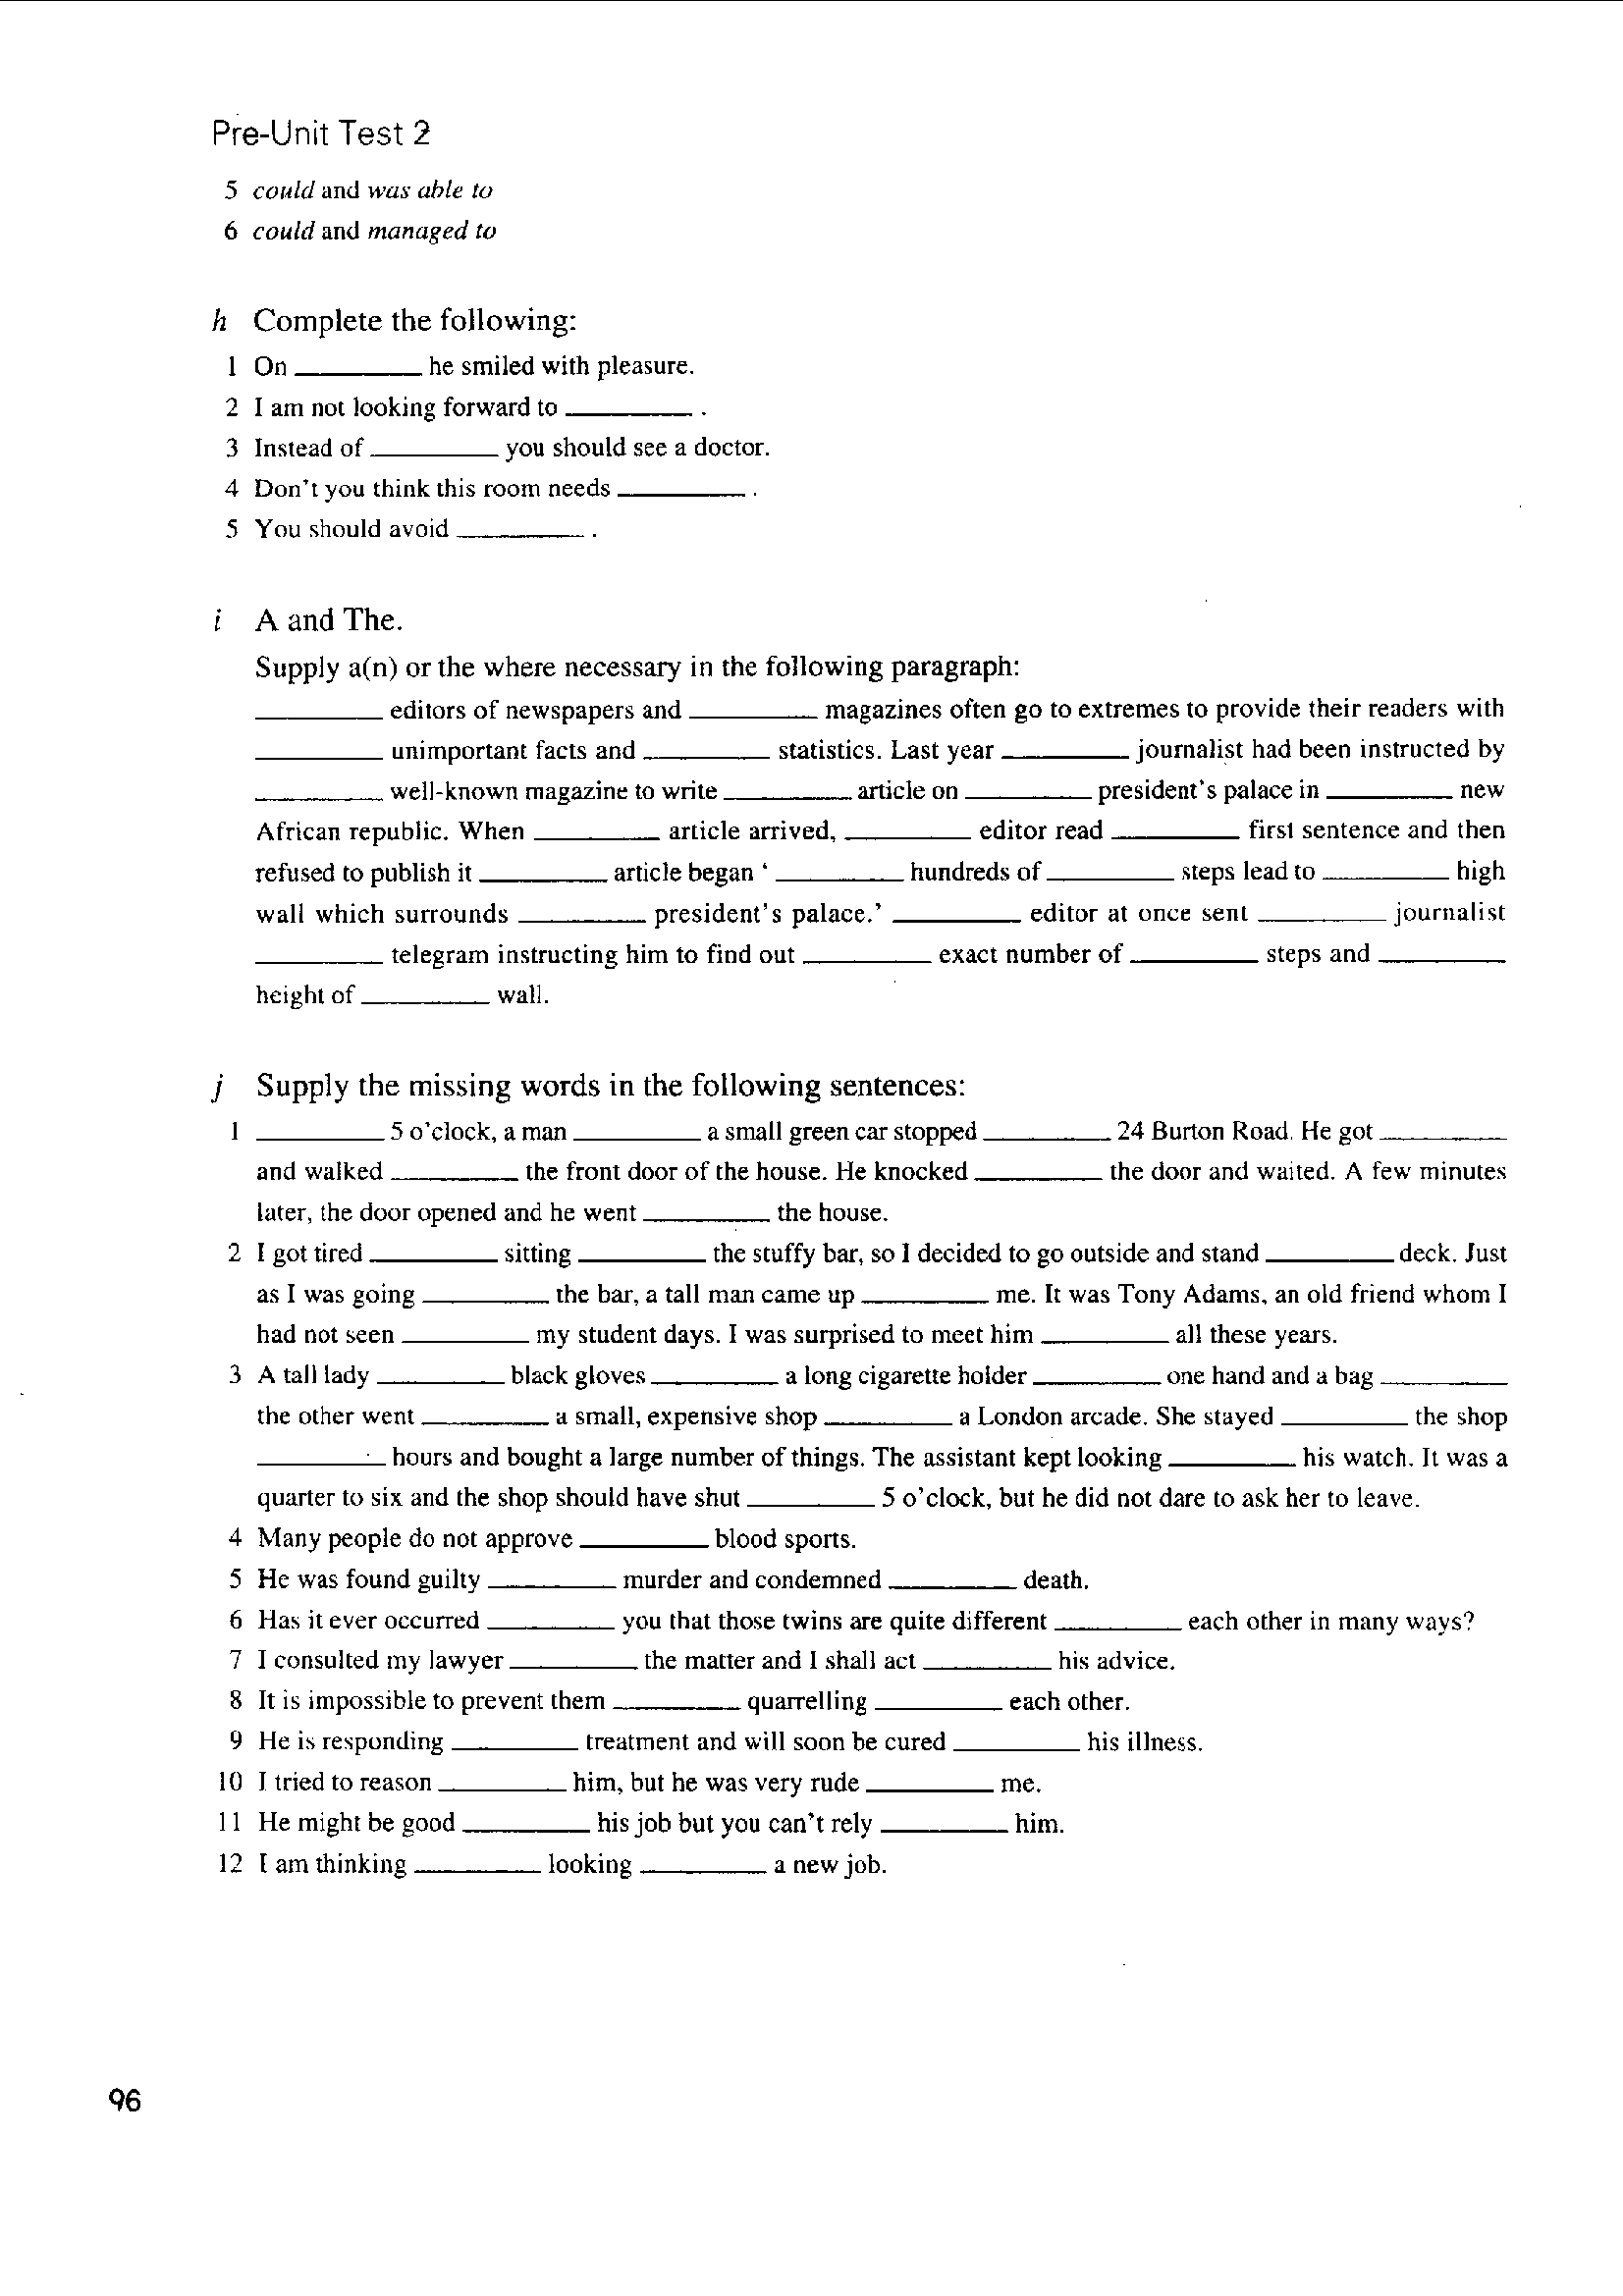 Pre-Unit Test 2
5 could and was able to
6 could and managed to
h Complete the following:
1 On ________ he smiled with pleasure.
2 I am not looking forward to ________ .
3 Instead of ________ you should see a doctor.
4 Don't you think this room needs ________ .
5 You should avoid ________ .
i A and The.
Supply a(n) or the where necessary in the following paragraph:
________ editors of newspapers and ________ magazines often go to extremes to provide their readers with
________ unimportant facts and ________ statistics. Last year ________ journalist had been instructed by
________ well-known magazine to write ________ article on ________ president's palace in ________ new
African republic. When ________ article arrived, ________ editor read ________ first sentence and then
refused to publish it ________ article began ‘ ________ hundreds of ________ steps lead to ________ high
wall which surrounds ________ president's palace.’ ________ editor at once sent ________ journalist
________ telegram instructing him to find out ________ exact number of ________ steps and ________
height of ________ wall.
j Supply the missing words in the following sentences:
1 ________ 5 o'clock, a man ________ a small green car stopped ________ 24 Burton Road. He got ________
and walked ________ the front door of the house. He knocked ________ the door and waited. A few minutes
later, the door opened and he went ________ the house.
2 I got tired ________ sitting ________ the stuffy bar, so I decided to go outside and stand ________ deck. Just
as I was going ________ the bar, a tall man came up ________ me. It was Tony Adams, an old friend whom I
had not seen ________ my student days. I was surprised to meet him ________ all these years.
3 A tall lady ________ black gloves ________ a long cigarette holder ________ one hand and a bag ________
the other went ________ a small, expensive shop ________ a London arcade. She stayed ________ the shop
________ hours and bought a large number of things. The assistant kept looking ________ his watch. It was a
quarter to six and the shop should have shut ________ 5 o'clock, but he did not dare to ask her to leave.
4 Many people do not approve ________ blood sports.
5 He was found guilty ________ murder and condemned ________ death.
6 Has it ever occurred ________ you that those twins are quite different ________ each other in many ways?
7 I consulted my lawyer ________ the matter and I shall act ________ his advice.
8 It is impossible to prevent them ________ quarrelling ________ each other.
9 He is responding ________ treatment and will soon be cured ________ his illness.
10 I tried to reason ________ him, but he was very rude ________ me.
11 He might be good ________ his job but you can't rely ________ him.
12 I am thinking ________ looking ________ a new job.
96